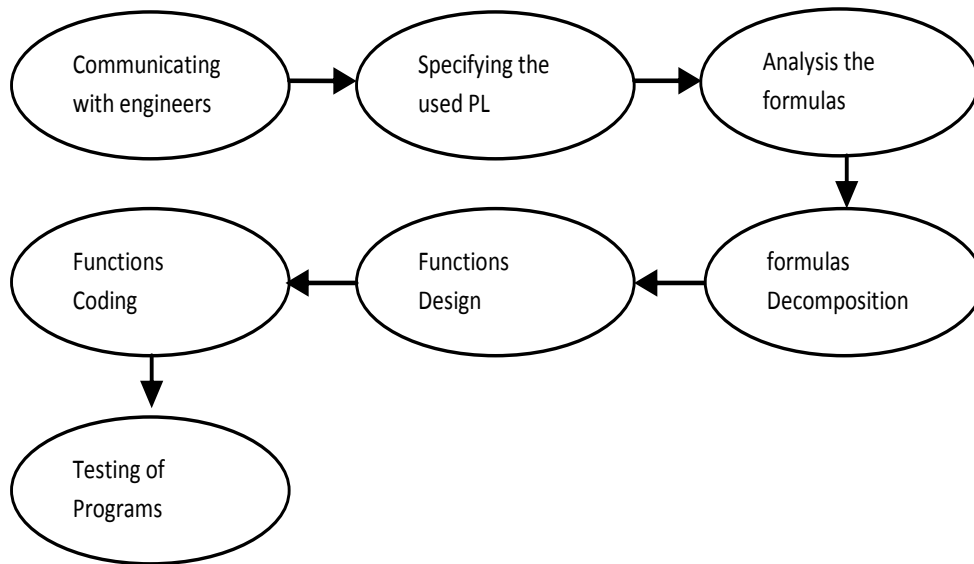 Communicating
with engineers
Specifying the
used PL
Analysis the
formulas
formulas
Decomposition
Functions
Design
Functions
Coding
Testing of
Programs